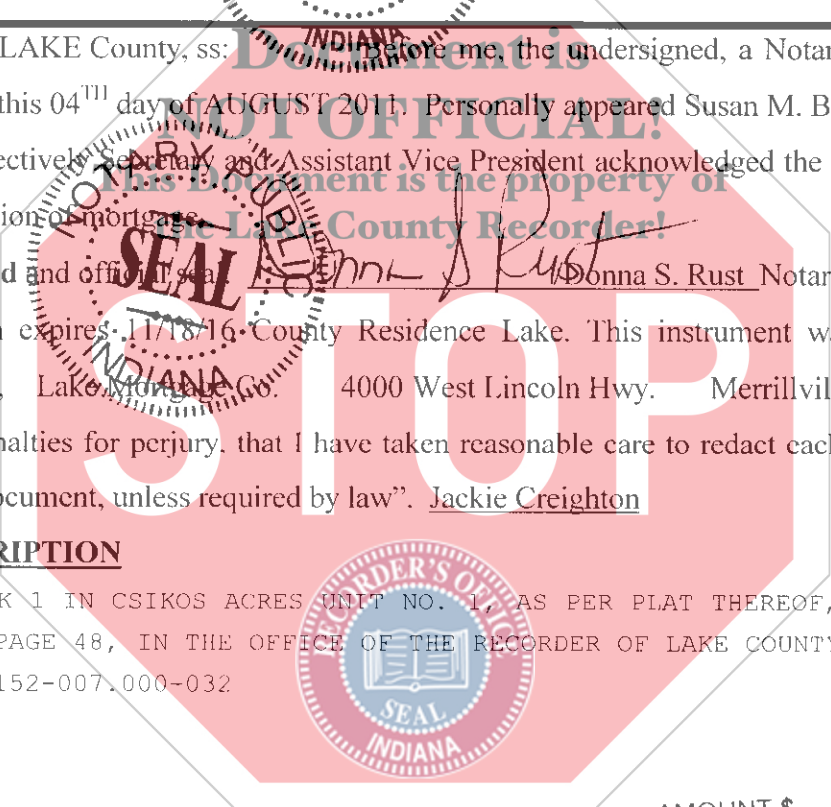 INDIANA
Document is
NOT OFFICIAL!
This Document is the property of
the Lake County Recorder!
STOP
LAKE County, ss: Before me, the undersigned, a Notar
this 04TH day of AUGUST 2011. Personally appeared Susan M. B
ectively Secretary and Assistant Vice President acknowledged the
ion of mortgage.
d and official seal Donna S Rust Donna S. Rust Notar
expires 11/18/16 County Residence Lake. This instrument w
Lake Mortgage Co. 4000 West Lincoln Hwy. Merrillvil
nalties for perjury, that I have taken reasonable care to redact each
ocument, unless required by law”. Jackie Creighton
RIPTION
K 1 IN CSIKOS ACRES UNIT NO. 1, AS PER PLAT THEREOF,
PAGE 48, IN THE OFFICE OF THE RECORDER OF LAKE COUNTY
152-007.000-032
NOTARY PUBLIC
SEAL
INDIANA
RECORDER'S OFFICE
SEAL
INDIANA
AMOUNT $